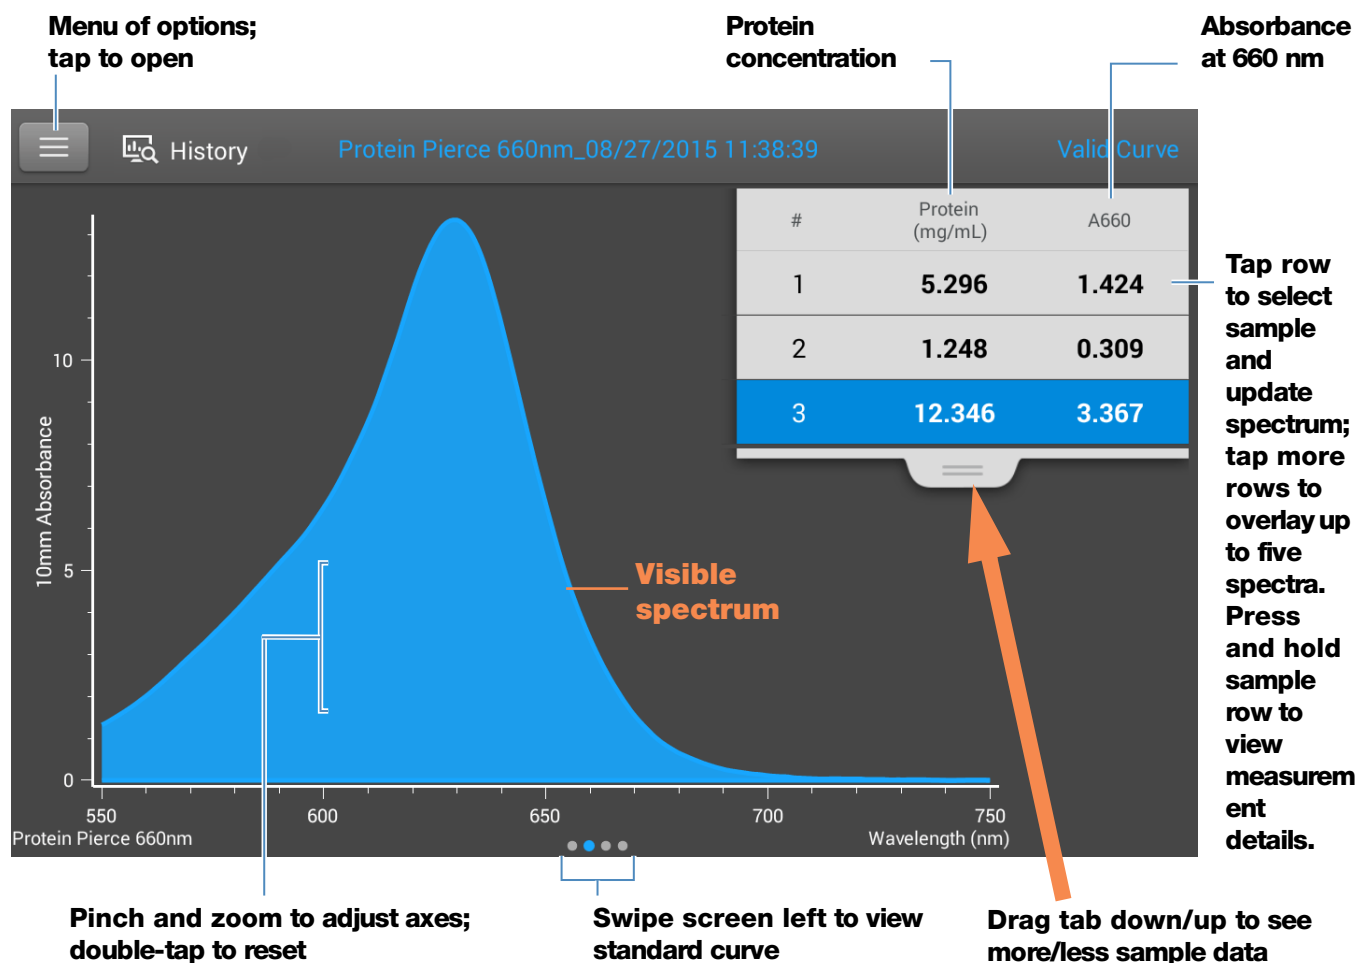 Menu of options;
tap to open
Protein
concentration
Absorbance
at 660 nm
History
Protein Pierce 660nm_08/27/2015 11:38:39
Valid Curve
# Protein (mg/mL) A660
1 5.296 1.424
2 1.248 0.309
3 12.346 3.367
Tap row
to select
sample
and
update
spectrum;
tap more
rows to
overlay up
to five
spectra.
Press
and hold
sample
row to
view
measurem
ent
details.
10mm Absorbance
10
5
0
Visible
spectrum
550 600 650 700 750
Protein Pierce 660nm
Wavelength (nm)
Pinch and zoom to adjust axes;
double-tap to reset
Swipe screen left to view
standard curve
Drag tab down/up to see
more/less sample data